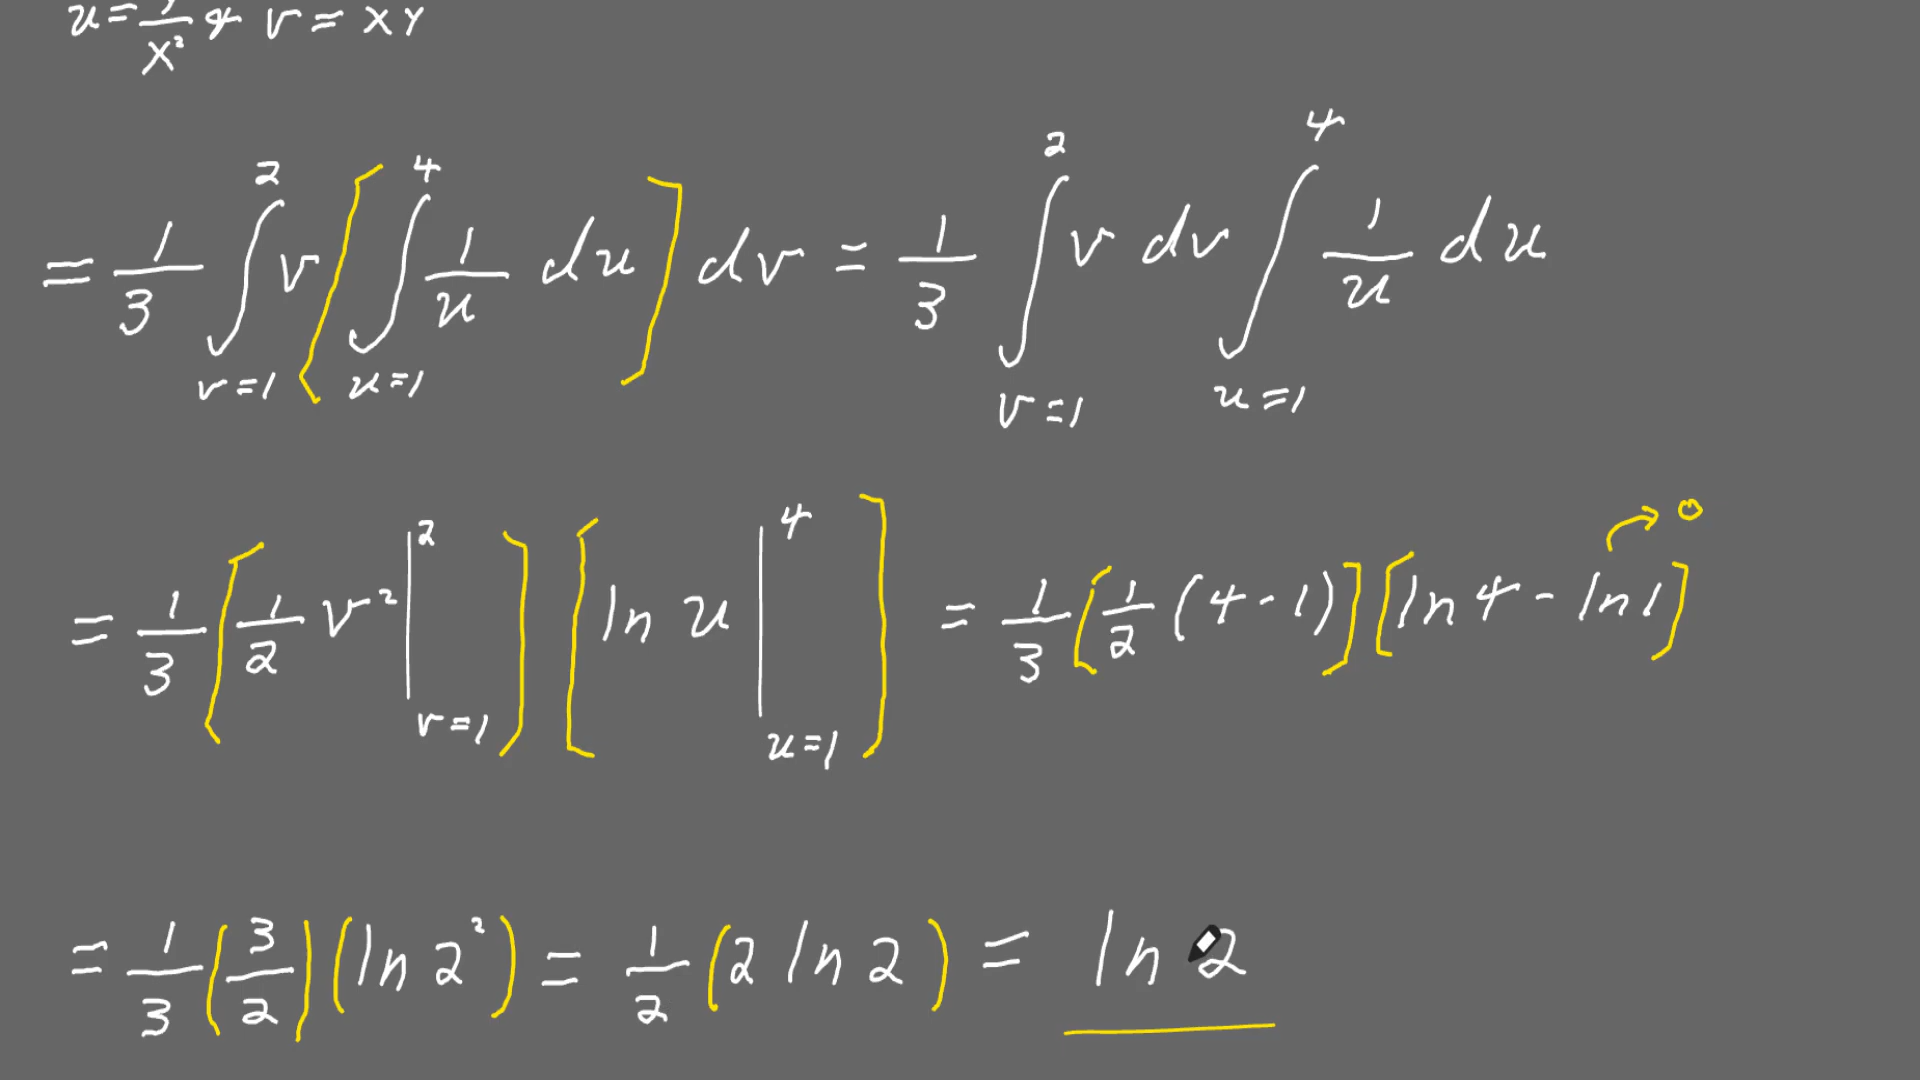 u = y/x² & v = xy
= 1/3 ∫_{v=1}^{2} v [ ∫_{u=1}^{4} 1/u du ] dv = 1/3 ∫_{v=1}^{2} v dv ∫_{u=1}^{4} 1/u du
= 1/3 [ 1/2 v² |_{v=1}^{2} ] [ ln u |_{u=1}^{4} ] = 1/3 [ 1/2 (4-1) ] [ ln 4 - ln 1 ] → 0
= 1/3 (3/2) (ln 2²) = 1/2 (2 ln 2) = ln 2